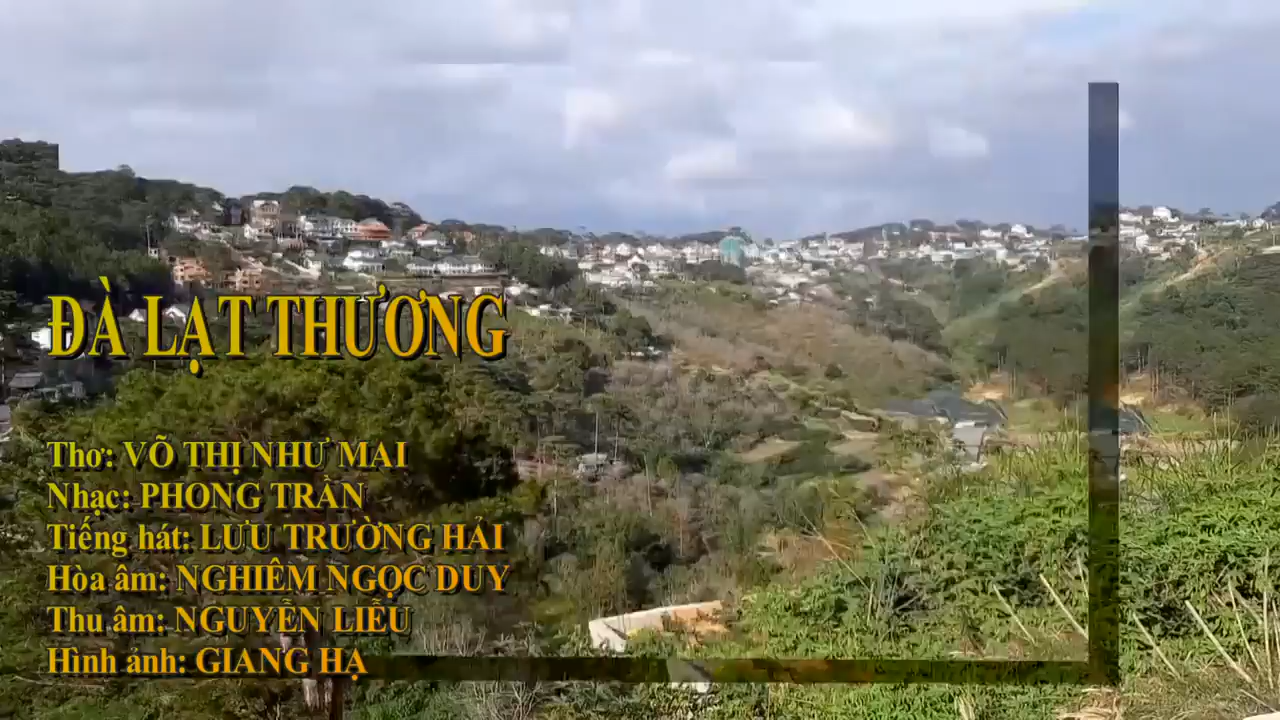 ĐÀ LẠT THƯƠNG
Thơ: VÕ THỊ NHƯ MAI
Nhạc: PHONG TRẦN
Tiếng hát: LƯU TRƯỜNG HẢI
Hòa âm: NGHIÊM NGỌC DUY
Thu âm: NGUYỄN LIỄU
Hình ảnh: GIANG HẠ